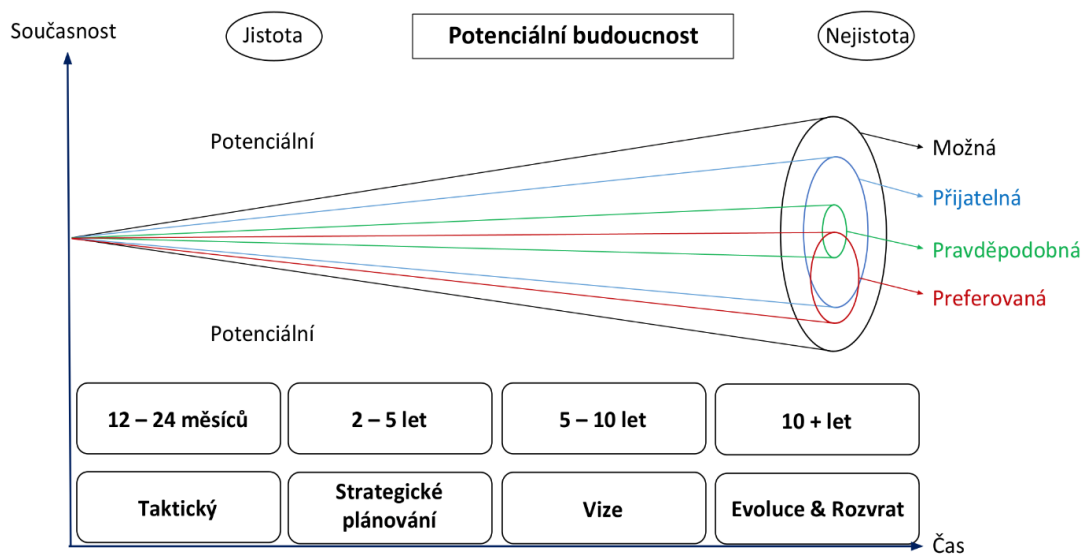 Současnost
Jistota
Potenciální budoucnost
Nejistota
Potenciální
Možná
Přijatelná
Pravděpodobná
Preferovaná
Potenciální
12 – 24 měsíců
2 – 5 let
5 – 10 let
10 + let
Taktický
Strategické
plánování
Vize
Evoluce & Rozvrat
Čas